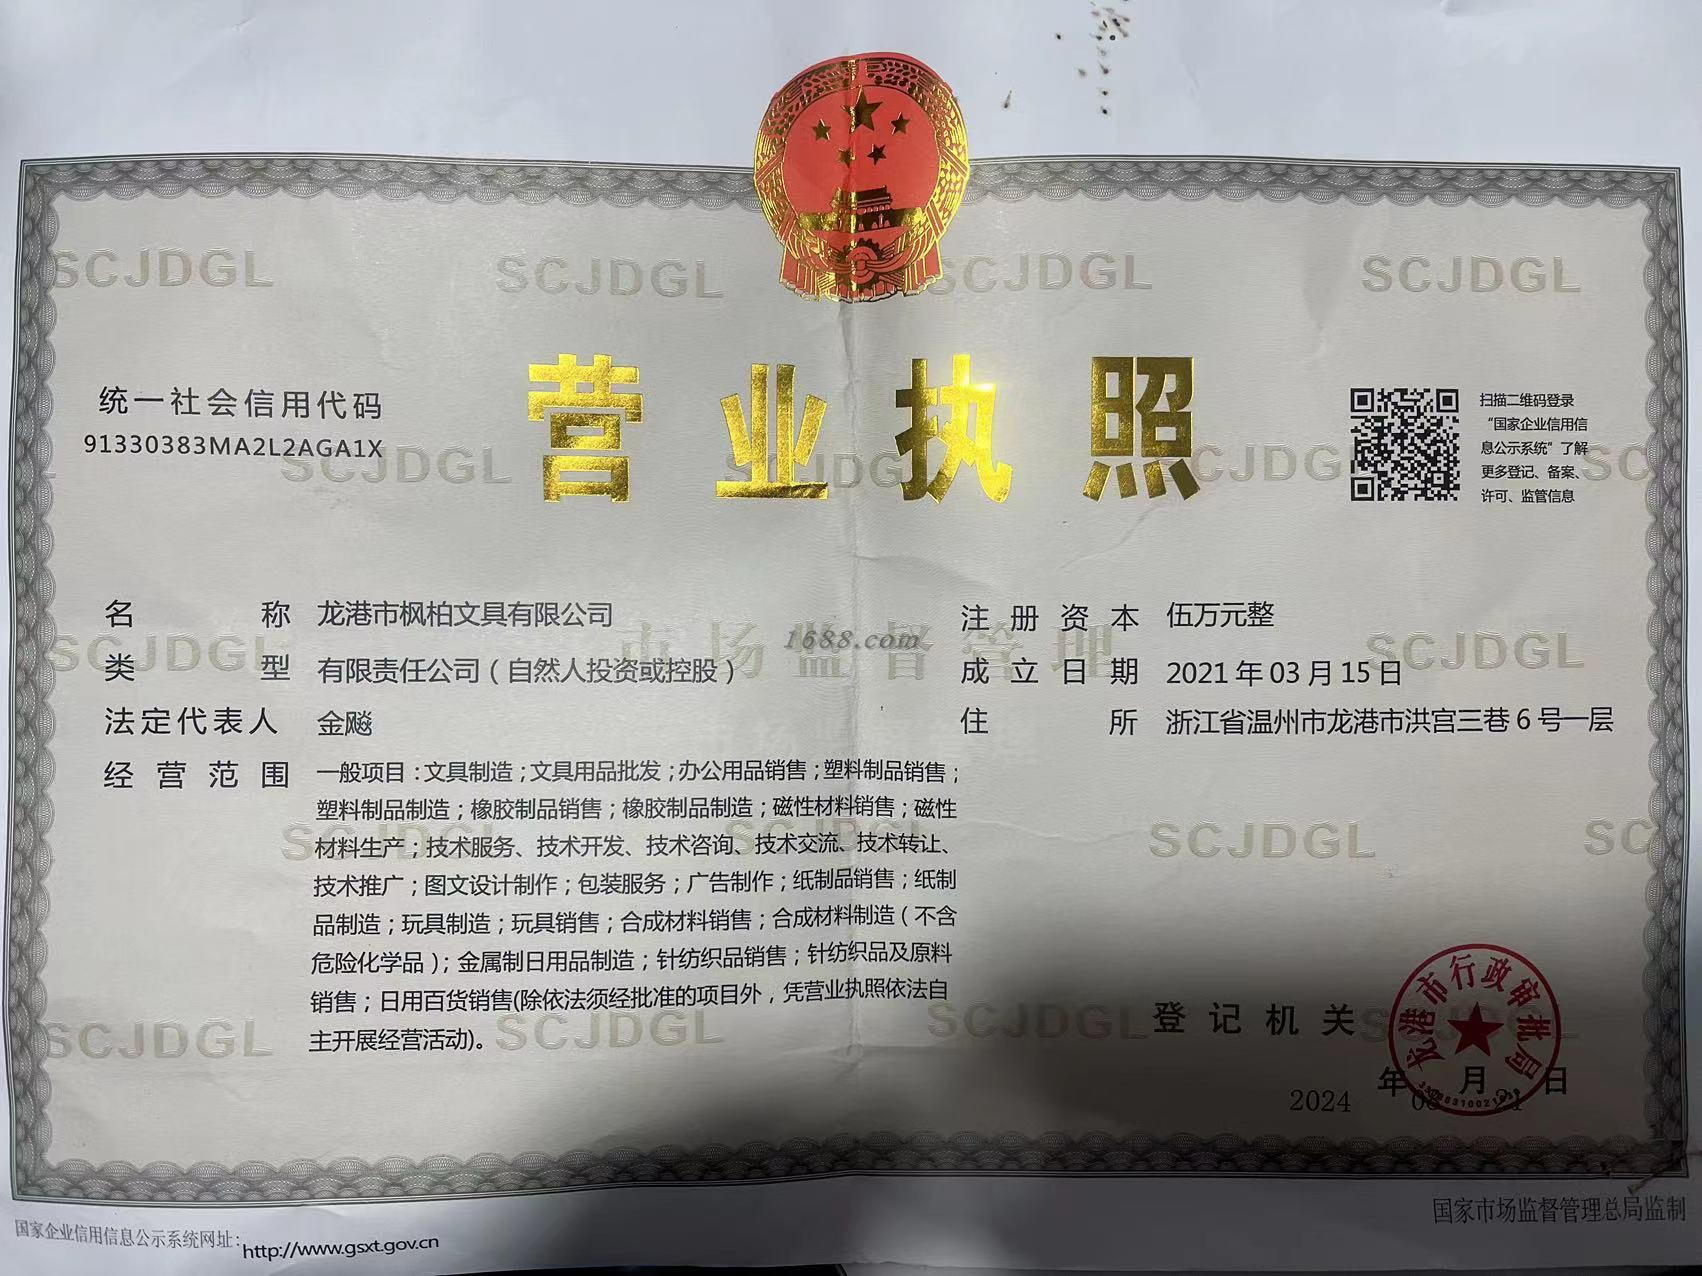 营业执照
统一社会信用代码
91330383MA2L2AGA1X
扫描二维码登录
“国家企业信用信
息公示系统”了解
更多登记、备案、
许可、监管信息
名称 龙港市枫柏文具有限公司
类型 有限责任公司（自然人投资或控股）
法定代表人 金飚
经营范围 一般项目：文具制造；文具用品批发；办公用品销售；塑料制品销售；
塑料制品制造；橡胶制品销售；橡胶制品制造；磁性材料销售；磁性
材料生产；技术服务、技术开发、技术咨询、技术交流、技术转让、
技术推广；图文设计制作；包装服务；广告制作；纸制品销售；纸制
品制造；玩具制造；玩具销售；合成材料销售；合成材料制造（不含
危险化学品）；金属制日用品制造；针纺织品销售；针纺织品及原料
销售；日用百货销售(除依法须经批准的项目外，凭营业执照依法自
主开展经营活动)。
注册资本 伍万元整
成立日期 2021年03月15日
住所 浙江省温州市龙港市洪宫三巷6号一层
1688.com
市场监督管理
SCJDGL SCJDGL SCJDGL SCJDGL
登记机关
龙港市行政审批局
2024年08月21日
国家企业信用信息公示系统网址：http://www.gsxt.gov.cn
国家市场监督管理总局监制